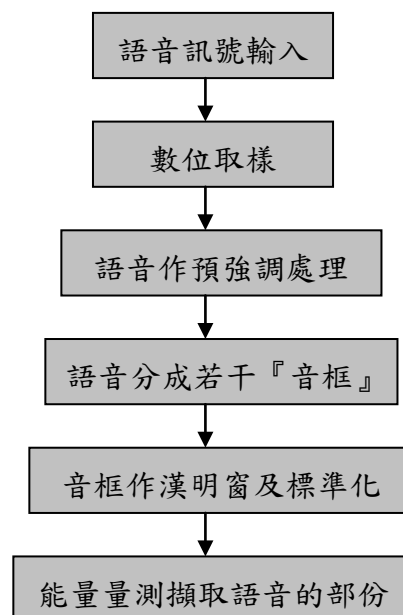 語音訊號輸入
數位取樣
語音作預強調處理
語音分成若干『音框』
音框作漢明窗及標準化
能量量測擷取語音的部份